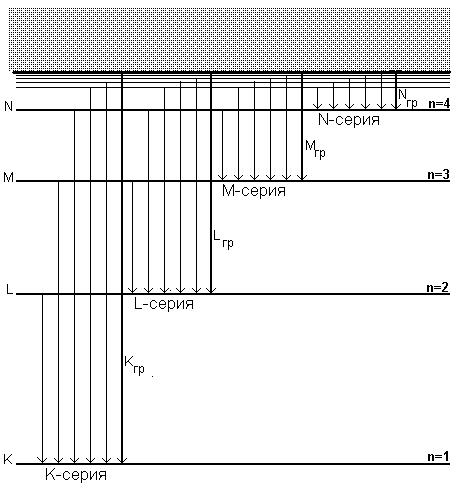 N
Nгр
n=4
N-серия
Mгр
M
n=3
M-серия
Lгр
L
n=2
L-серия
Kгр
K
n=1
K-серия